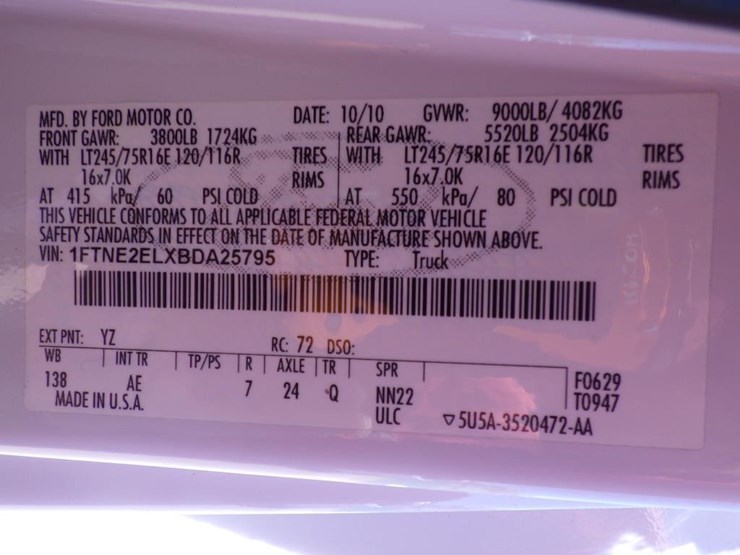 MFD. BY FORD MOTOR CO. DATE: 10/10 GVWR: 9000LB/ 4082KG
FRONT GAWR: 3800LB 1724KG REAR GAWR: 5520LB 2504KG
WITH LT245/75R16E 120/116R TIRES WITH LT245/75R16E 120/116R TIRES
16x7.0K RIMS 16x7.0K RIMS
AT 415 kPa/ 60 PSI COLD AT 550 kPa/ 80 PSI COLD
THIS VEHICLE CONFORMS TO ALL APPLICABLE FEDERAL MOTOR VEHICLE
SAFETY STANDARDS IN EFFECT ON THE DATE OF MANUFACTURE SHOWN ABOVE.
VIN: 1FTNE2ELXBDA25795 TYPE: Truck
EXT PNT: YZ RC: 72 DSO:
WB INT TR TP/PS R AXLE TR SPR
138 AE 7 24 Q NN22 F0629
MADE IN U.S.A. ULC T0947
5U5A-3520472-AA